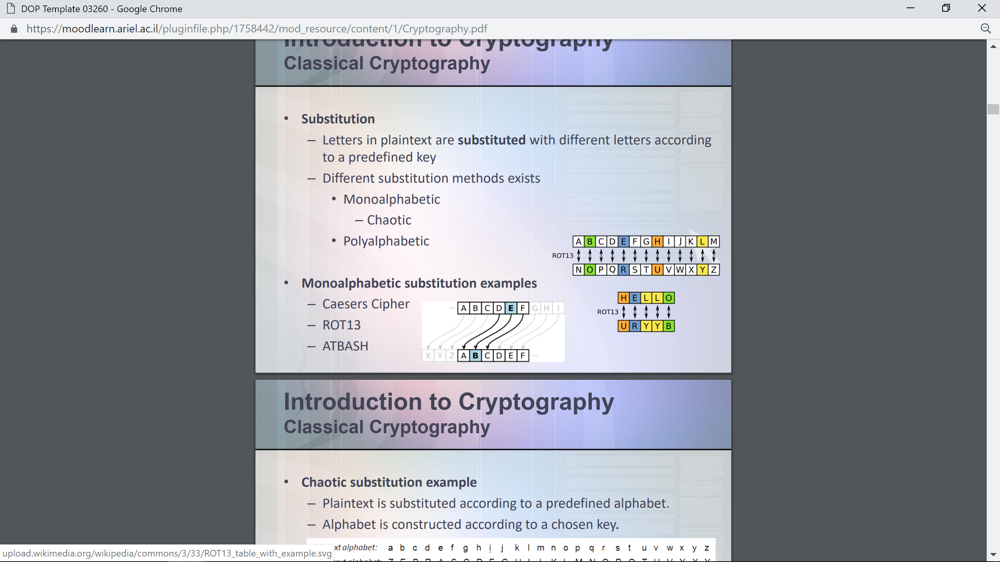 DOP Template 03260 - Google Chrome
https://moodlearn.ariel.ac.il/pluginfile.php/1758442/mod_resource/content/1/Cryptography.pdf
Introduction to Cryptography
Classical Cryptography
• Substitution
– Letters in plaintext are substituted with different letters according
to a predefined key
– Different substitution methods exists
• Monoalphabetic
– Chaotic
• Polyalphabetic
A B C D E F G H I J K L M
ROT13
N O P Q R S T U V W X Y Z
• Monoalphabetic substitution examples
– Caesers Cipher
– ROT13
– ATBASH
A B C D E F G H I
X Y Z A B C D E F
H E L L O
ROT13
U R Y Y B
Introduction to Cryptography
Classical Cryptography
• Chaotic substitution example
– Plaintext is substituted according to a predefined alphabet.
– Alphabet is constructed according to a chosen key.
alphabet: a b c d e f g h i j k l m n o p q r s t u v w x y z
upload.wikimedia.org/wikipedia/commons/3/33/ROT13_table_with_example.svg